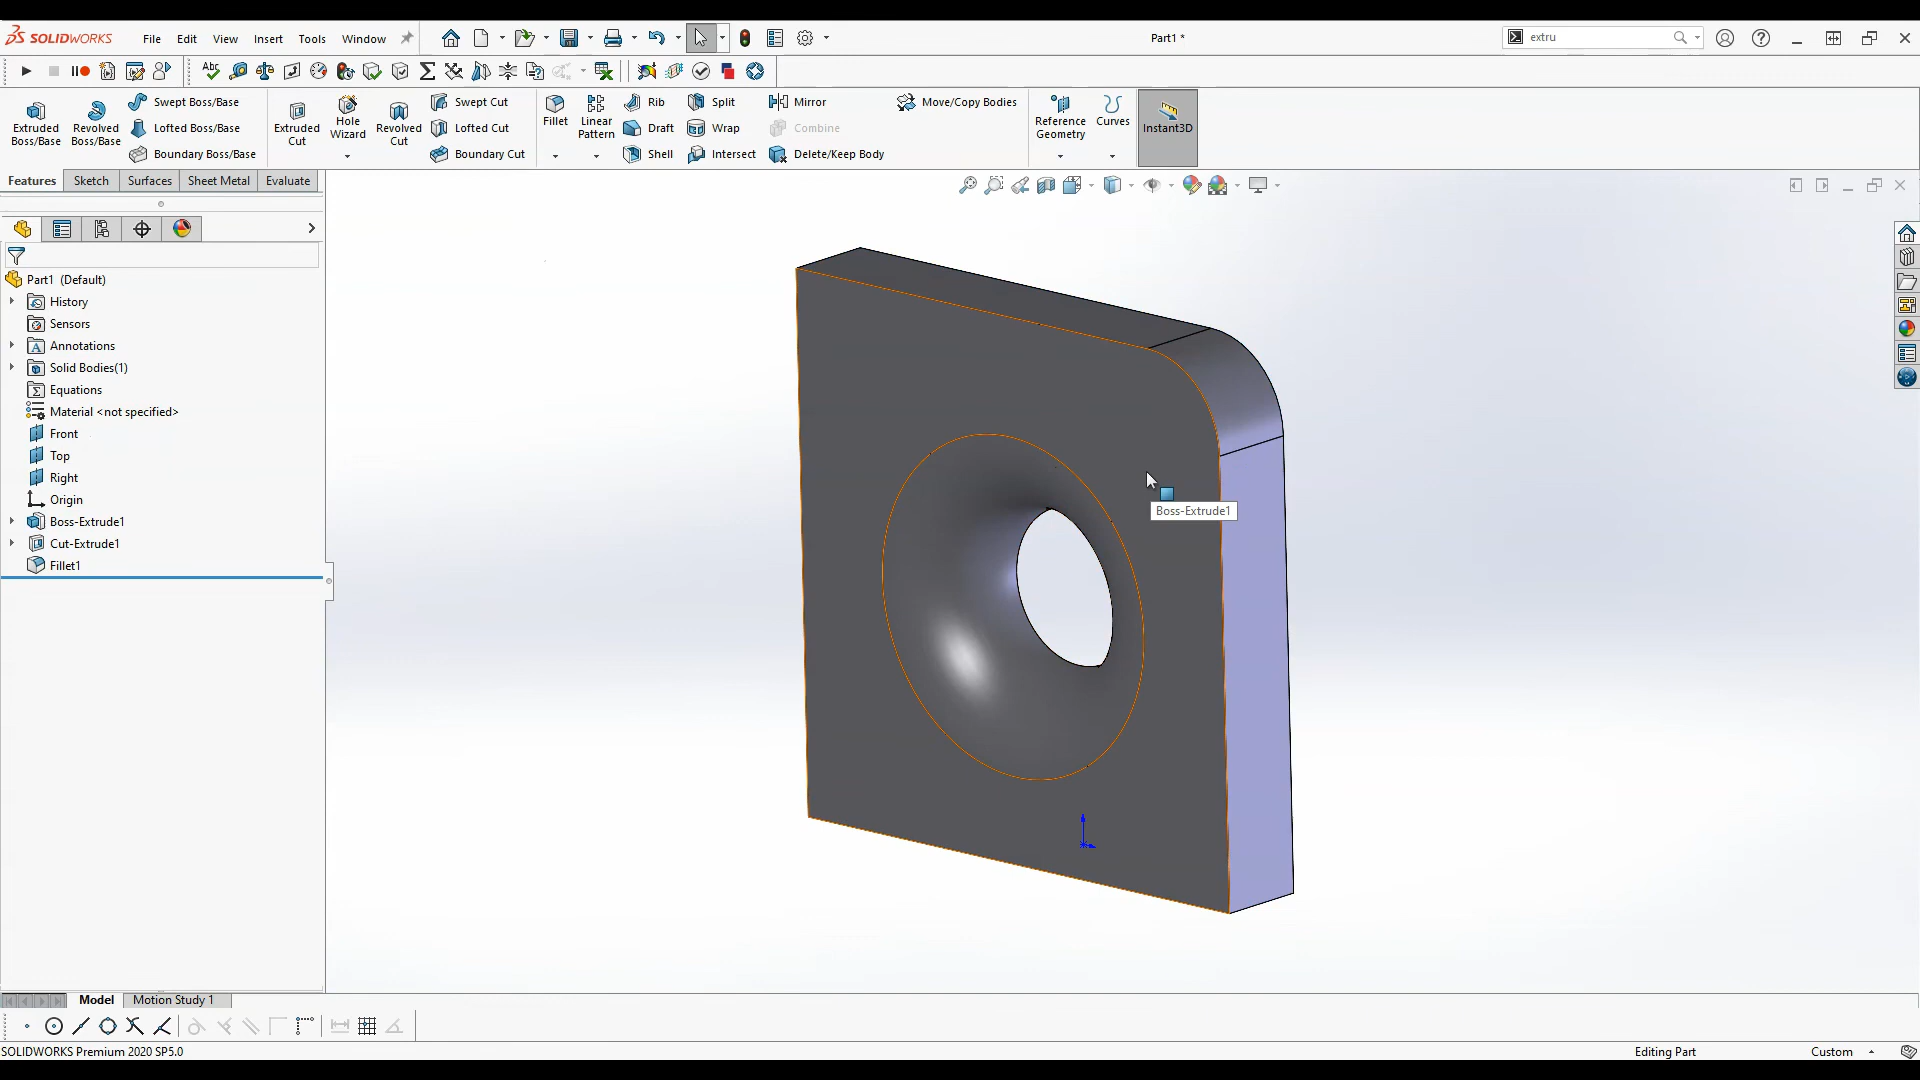 SOLIDWORKS File Edit View Insert Tools Window Part1 * extru
Extruded Boss/Base
Revolved Boss/Base
Swept Boss/Base
Lofted Boss/Base
Boundary Boss/Base
Extruded Cut
Hole Wizard
Revolved Cut
Swept Cut
Lofted Cut
Boundary Cut
Fillet
Linear Pattern
Rib
Draft
Shell
Split
Wrap
Intersect
Mirror
Combine
Delete/Keep Body
Move/Copy Bodies
Reference Geometry
Curves
Instant3D
Features Sketch Surfaces Sheet Metal Evaluate
Part1 (Default)
History
Sensors
Annotations
Solid Bodies(1)
Equations
Material <not specified>
Front
Top
Right
Origin
Boss-Extrude1
Cut-Extrude1
Fillet1
Boss-Extrude1
Model Motion Study 1
SOLIDWORKS Premium 2020 SP5.0 Editing Part Custom